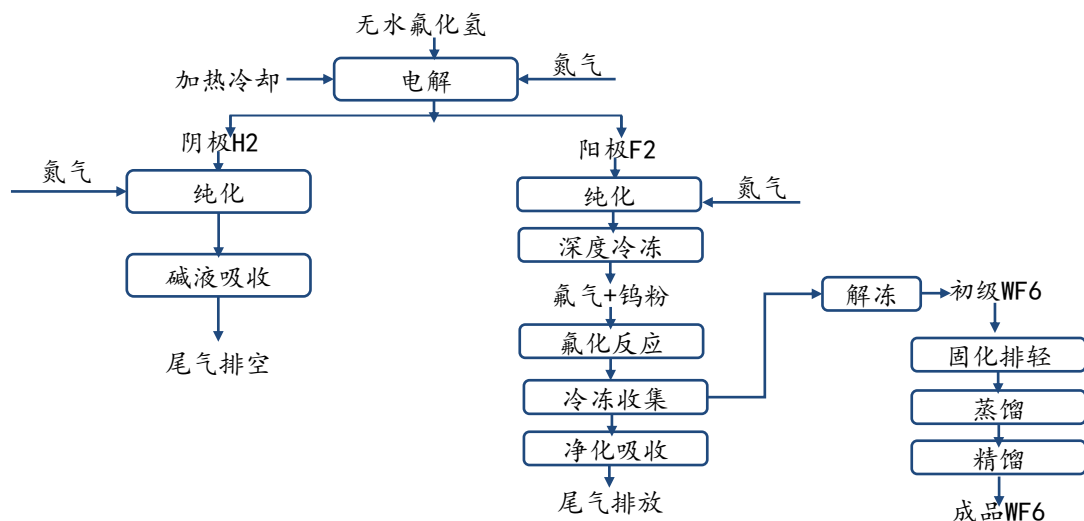 无水氟化氢
加热冷却
电解
氮气
阴极H2
阳极F2
氮气
纯化
纯化
氮气
碱液吸收
深度冷冻
尾气排空
氟气+钨粉
解冻
初级WF6
氟化反应
固化排轻
冷冻收集
蒸馏
净化吸收
精馏
尾气排放
成品WF6